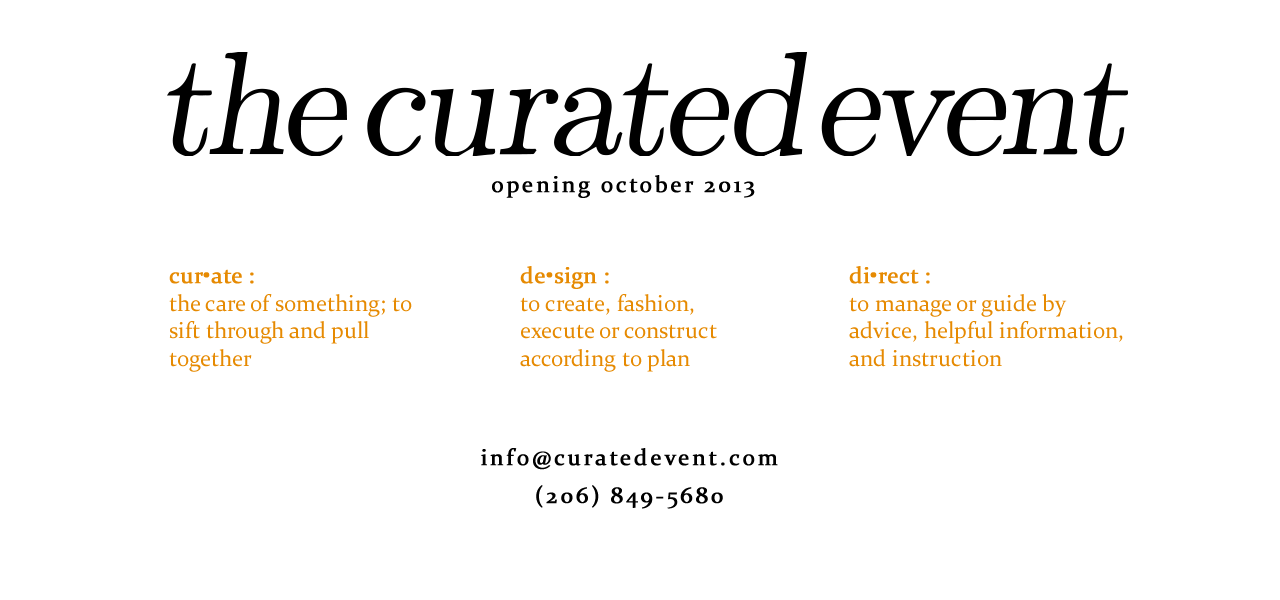 the curated event
opening october 2013
cur•ate :
the care of something; to
sift through and pull
together
de•sign :
to create, fashion,
execute or construct
according to plan
di•rect :
to manage or guide by
advice, helpful information,
and instruction
info@curatedevent.com
(206) 849-5680